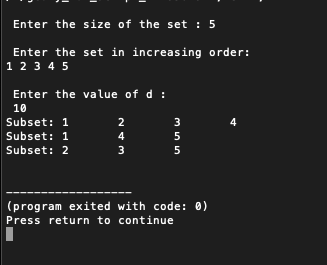 Enter the size of the set : 5
Enter the set in increasing order:
1 2 3 4 5
Enter the value of d :
10
Subset: 1 2 3 4
Subset: 1 4 5
Subset: 2 3 5
------------------
(program exited with code: 0)
Press return to continue